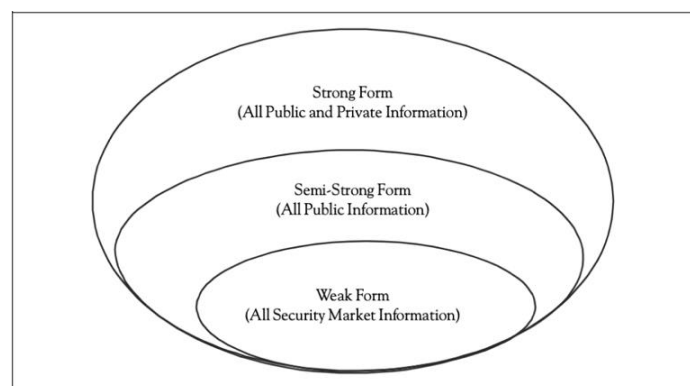 Strong Form
(All Public and Private Information)
Semi-Strong Form
(All Public Information)
Weak Form
(All Security Market Information)